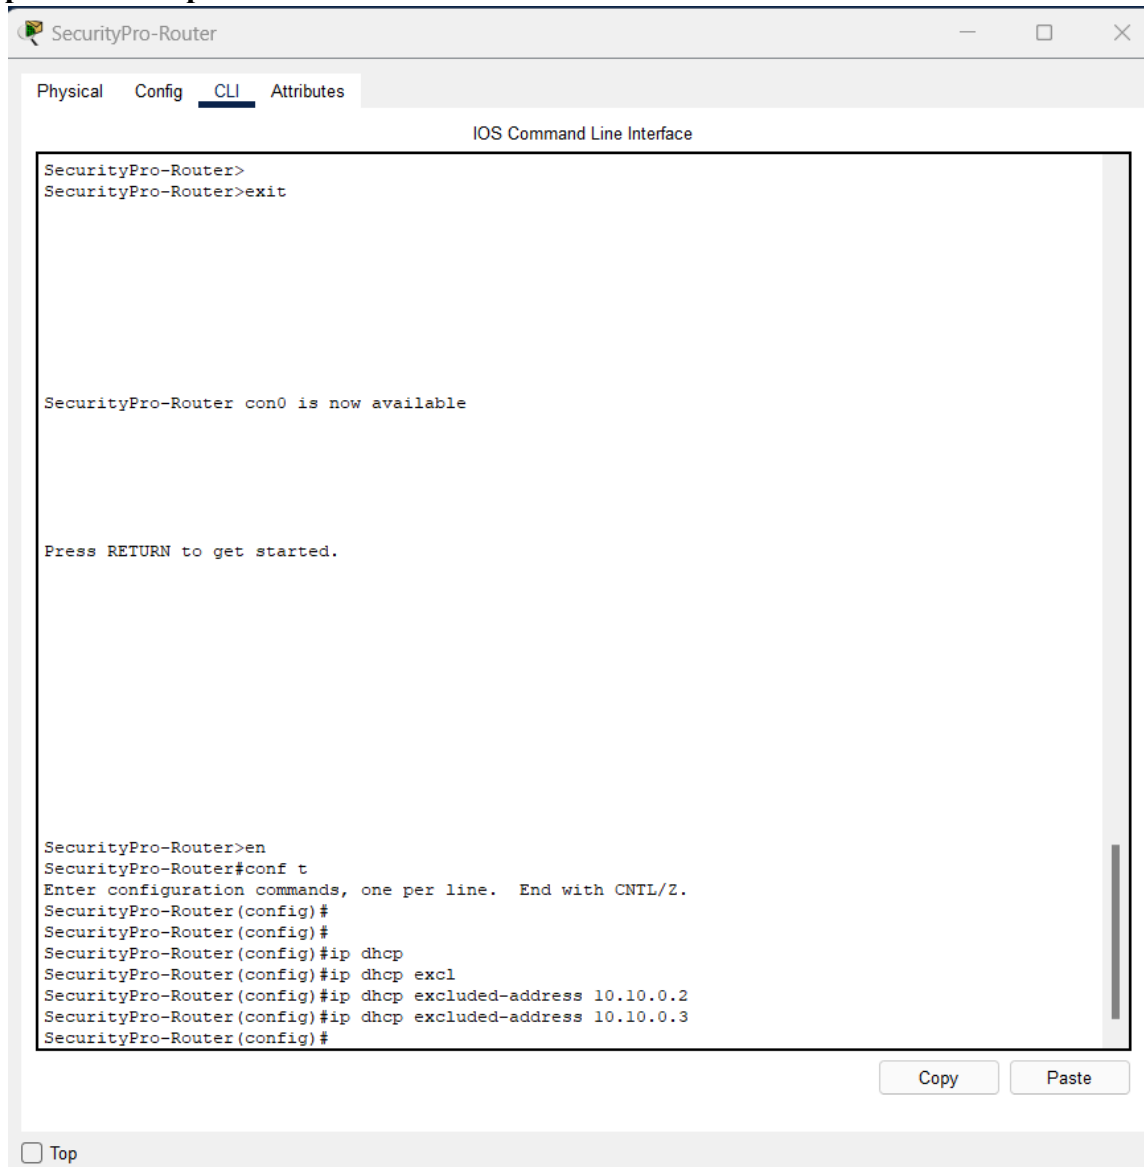 SecurityPro-Router
Physical Config CLI Attributes
IOS Command Line Interface
SecurityPro-Router>
SecurityPro-Router>exit
SecurityPro-Router con0 is now available
Press RETURN to get started.
SecurityPro-Router>en
SecurityPro-Router#conf t
Enter configuration commands, one per line.  End with CNTL/Z.
SecurityPro-Router(config)#
SecurityPro-Router(config)#
SecurityPro-Router(config)#ip dhcp
SecurityPro-Router(config)#ip dhcp excl
SecurityPro-Router(config)#ip dhcp excluded-address 10.10.0.2
SecurityPro-Router(config)#ip dhcp excluded-address 10.10.0.3
SecurityPro-Router(config)#
Copy Paste
Top